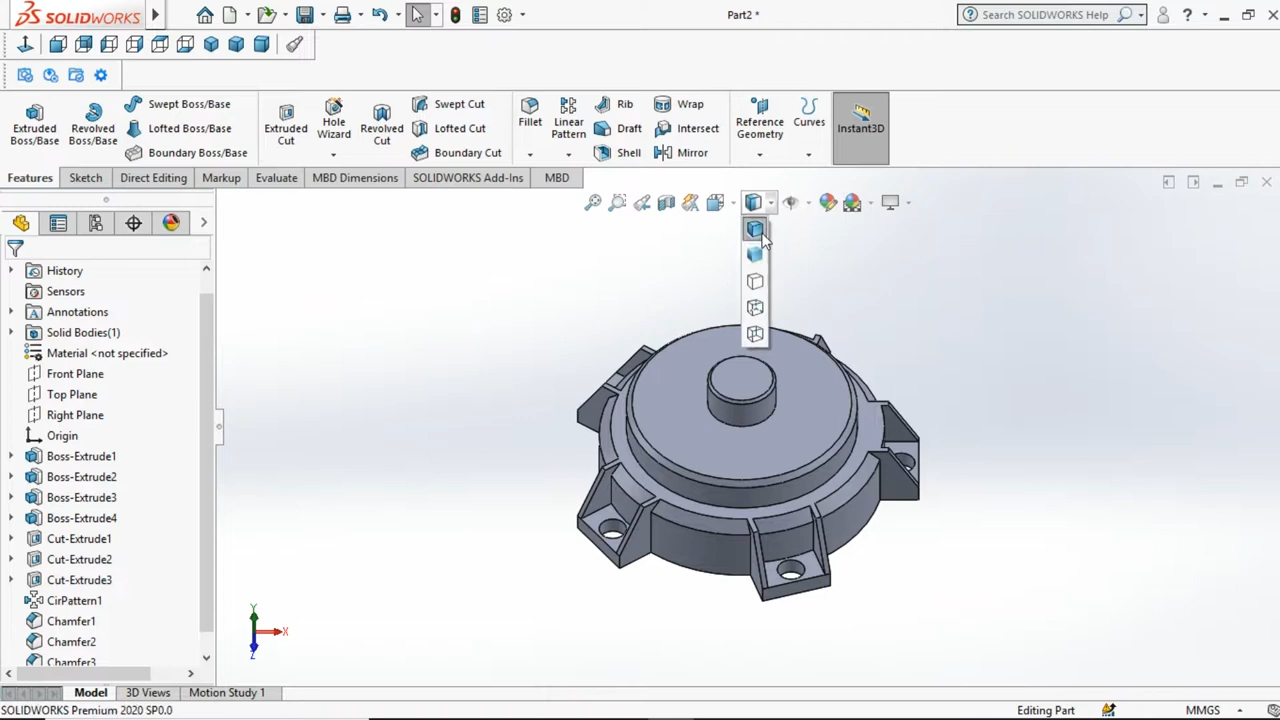 SOLIDWORKS
Part2 *
Search SOLIDWORKS Help
?
Extruded Boss/Base
Revolved Boss/Base
Swept Boss/Base
Lofted Boss/Base
Boundary Boss/Base
Extruded Cut
Hole Wizard
Revolved Cut
Swept Cut
Lofted Cut
Boundary Cut
Fillet
Linear Pattern
Rib
Draft
Shell
Wrap
Intersect
Mirror
Reference Geometry
Curves
Instant3D
Features
Sketch
Direct Editing
Markup
Evaluate
MBD Dimensions
SOLIDWORKS Add-Ins
MBD
History
Sensors
Annotations
Solid Bodies(1)
Material <not specified>
Front Plane
Top Plane
Right Plane
Origin
Boss-Extrude1
Boss-Extrude2
Boss-Extrude3
Boss-Extrude4
Cut-Extrude1
Cut-Extrude2
Cut-Extrude3
CirPattern1
Chamfer1
Chamfer2
Chamfer3
Y
X
Z
Model
3D Views
Motion Study 1
SOLIDWORKS Premium 2020 SP0.0
Editing Part
MMGS